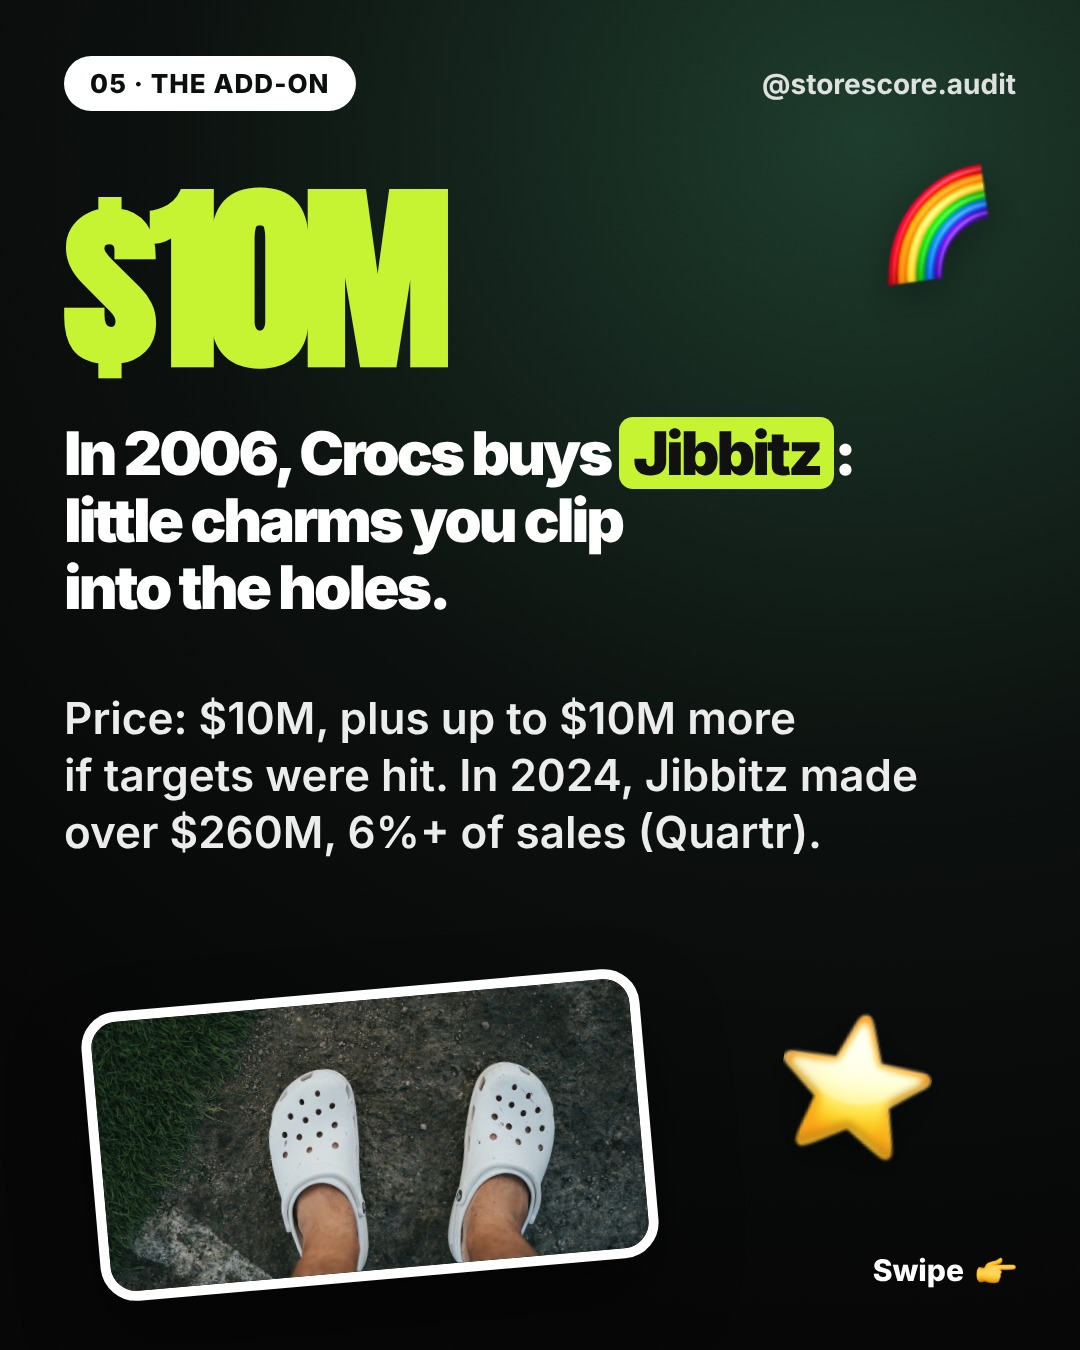 05 · THE ADD-ON
@storescore.audit
$10M
In 2006, Crocs buys Jibbitz:
little charms you clip
into the holes.
Price: $10M, plus up to $10M more
if targets were hit. In 2024, Jibbitz made
over $260M, 6%+ of sales (Quartr).
Swipe 👉